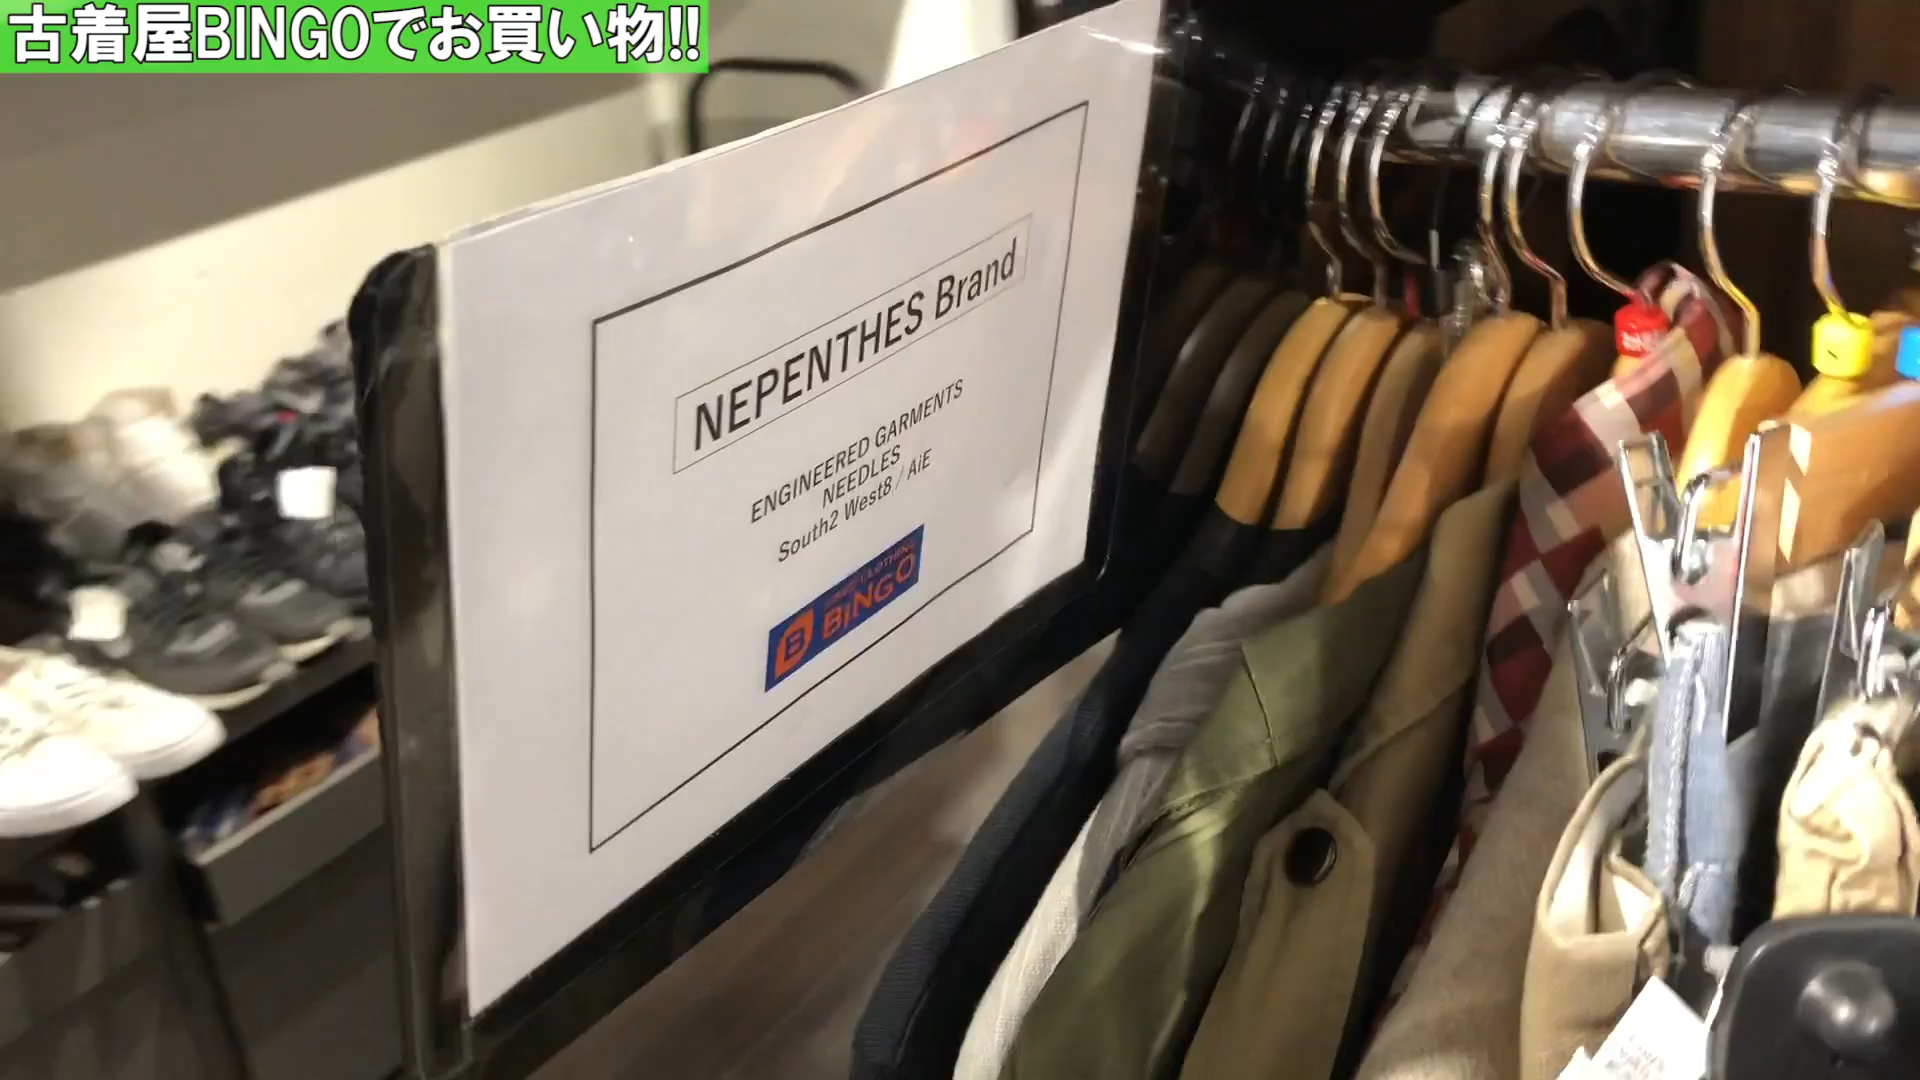 古着屋BINGOでお買い物!!
NEPENTHES Brand
ENGINEERED GARMENTS
NEEDLES
South2 West8 / AiE
B BINGO